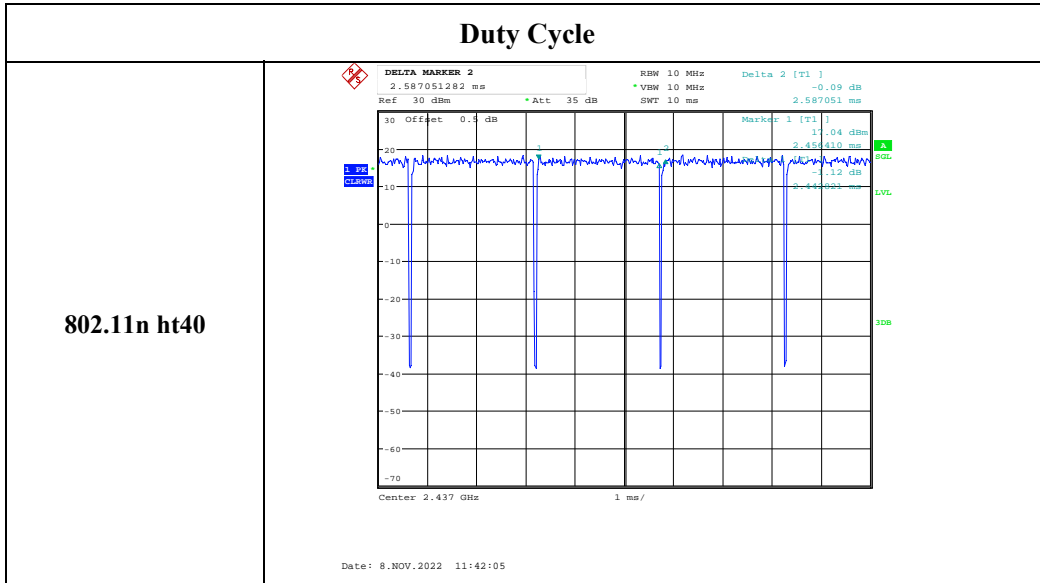 Duty Cycle
802.11n ht40
R S
DELTA MARKER 2
2.587051282 ms
Ref 30 dBm
* Att 35 dB
RBW 10 MHz
* VBW 10 MHz
SWT 10 ms
Delta 2 [T1 ]
-0.09 dB
2.587051 ms
30 Offset 0.5 dB
Marker 1 [T1 ]
17.04 dBm
2.456410 ms
-1.12 dB
A
SGL
LVL
3DB
1 PK *
CLRWR
1
1 2
20
10
0
-10
-20
-30
-40
-50
-60
-70
Center 2.437 GHz
1 ms/
Date: 8.NOV.2022 11:42:05